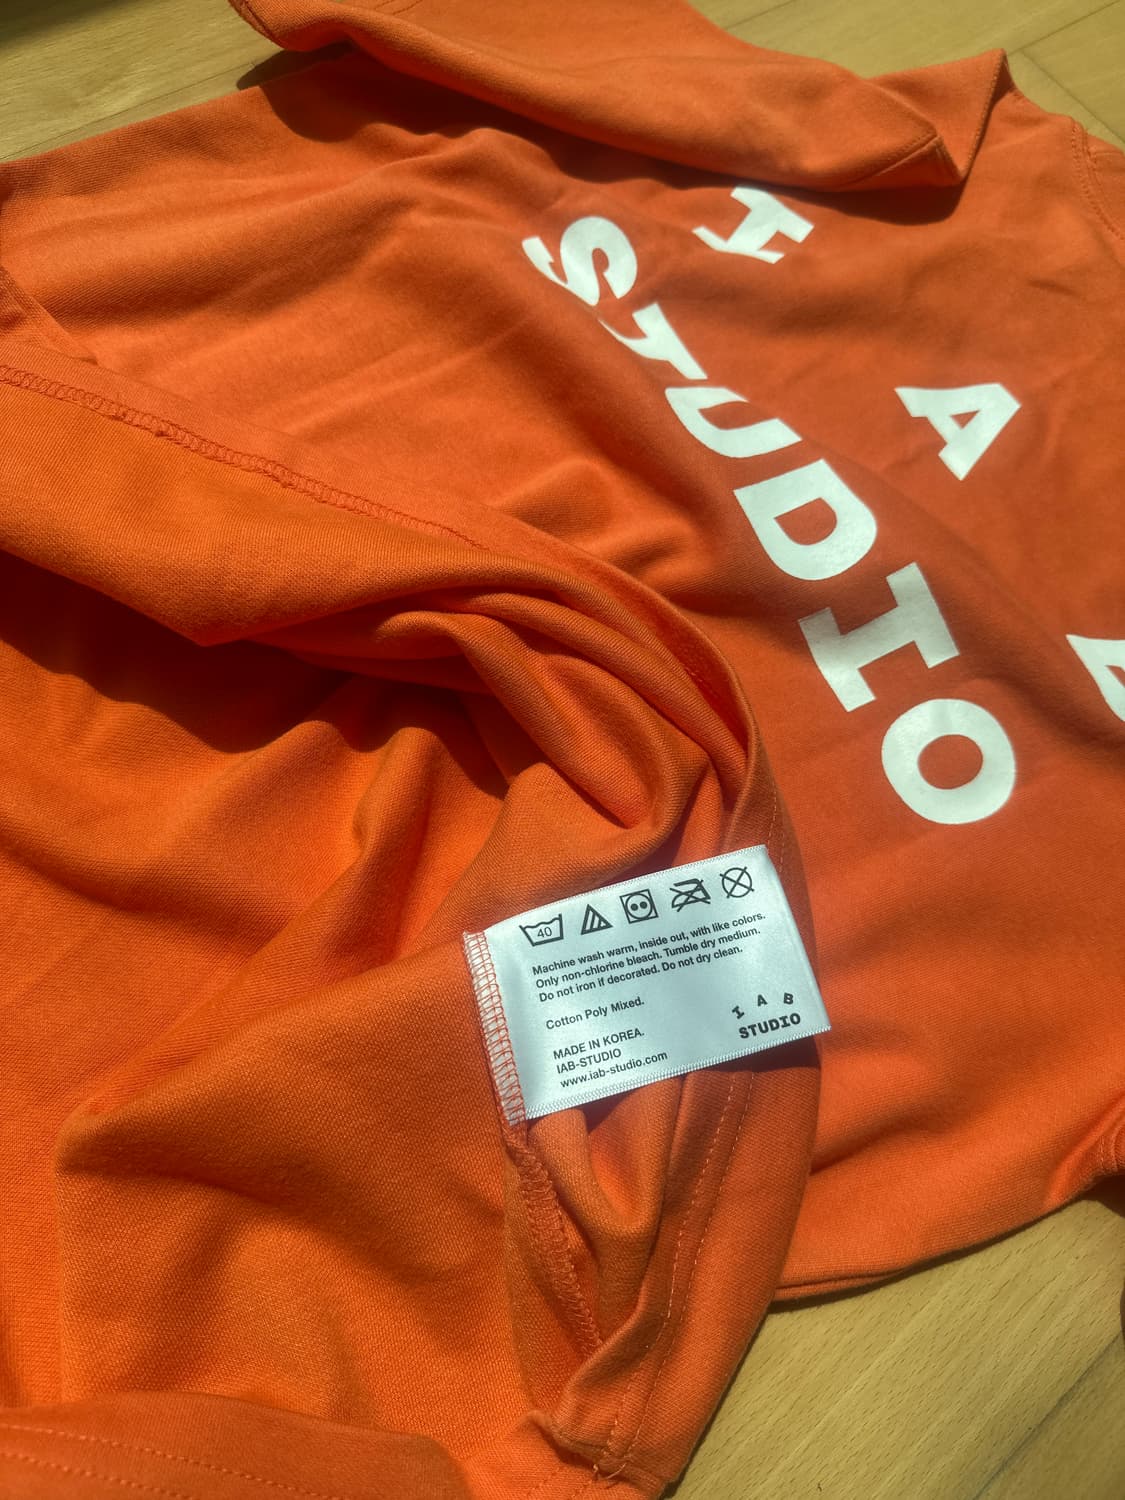 I A
STUDIO
40
Machine wash warm, inside out, with like colors.
Only non-chlorine bleach. Tumble dry medium.
Do not iron if decorated. Do not dry clean.
Cotton Poly Mixed.
MADE IN KOREA.
IAB-STUDIO
www.iab-studio.com
I A B
STUDIO